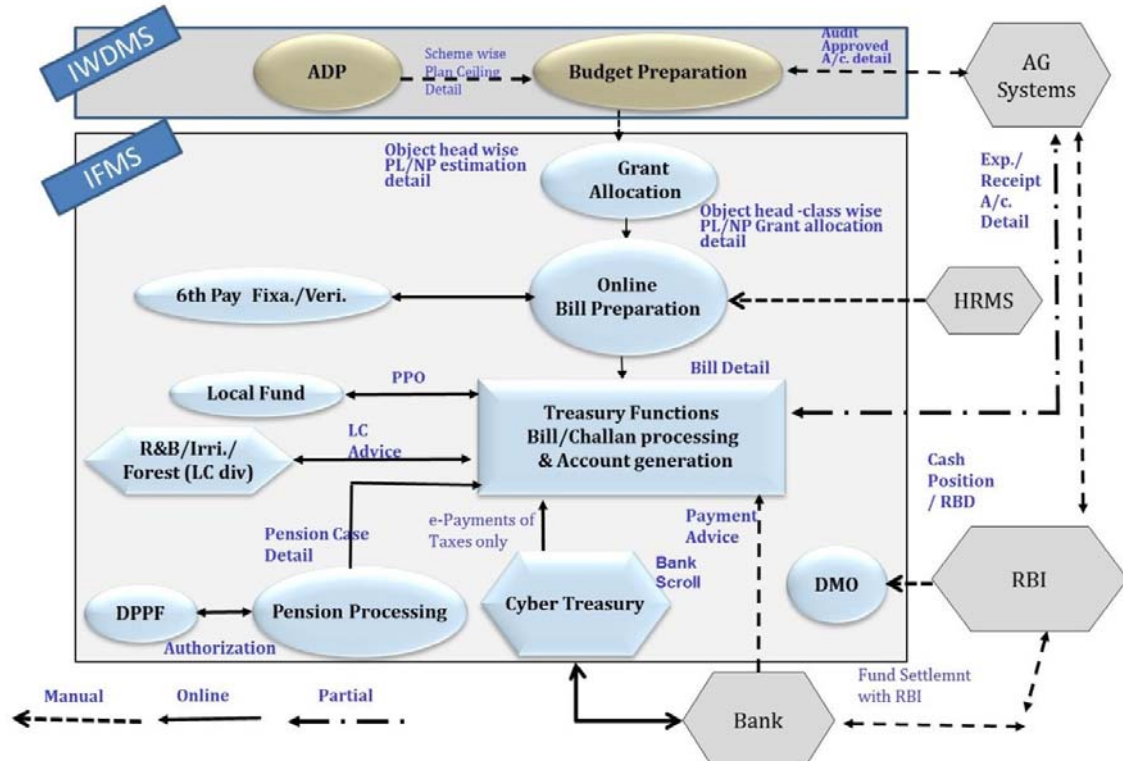 IWDMS
ADP
Scheme wise
Plan Ceiling
Detail
Budget Preparation
Audit
Approved
A/c. detail
AG
Systems
IFMS
Object head wise
PL/NP estimation
detail
Grant
Allocation
Exp./
Receipt
A/c.
Detail
Object head -class wise
PL/NP Grant allocation
detail
6th Pay Fixa./Veri.
Online
Bill Preparation
HRMS
Bill Detail
Local Fund
PPO
Treasury Functions
Bill/Challan processing
& Account generation
R&B/Irri./
Forest (LC div)
LC
Advice
Cash
Position
/ RBD
Pension Case
Detail
e-Payments of
Taxes only
Payment
Advice
Bank
Scroll
DPPF
Authorization
Pension Processing
Cyber Treasury
DMO
RBI
Manual
Online
Partial
Bank
Fund Settlemnt
with RBI